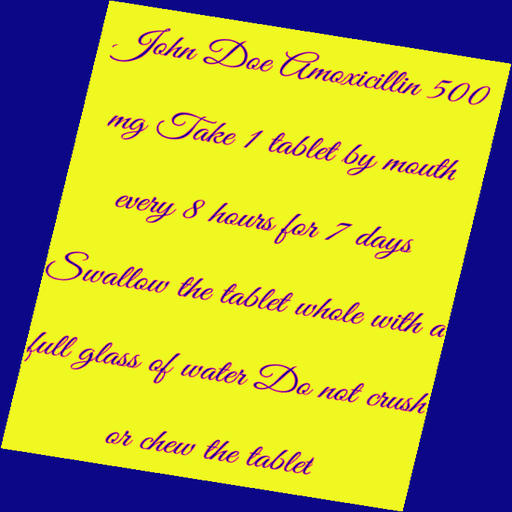 John Doe Amoxicillin 500
mg Take 1 tablet by mouth
every 8 hours for 7 days
Swallow the tablet whole with a
full glass of water Do not crush
or chew the tablet